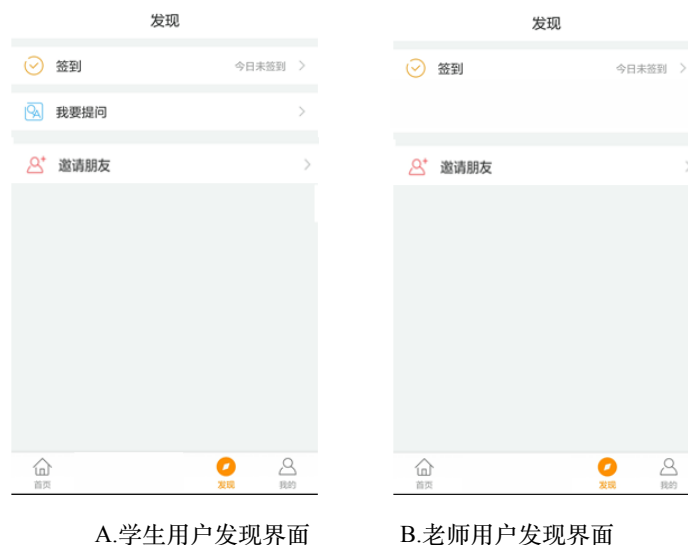 发现
签到 今日未签到
我要提问
邀请朋友
首页 发现 我的
A.学生用户发现界面
发现
签到 今日未签到
邀请朋友
首页 发现 我的
B.老师用户发现界面